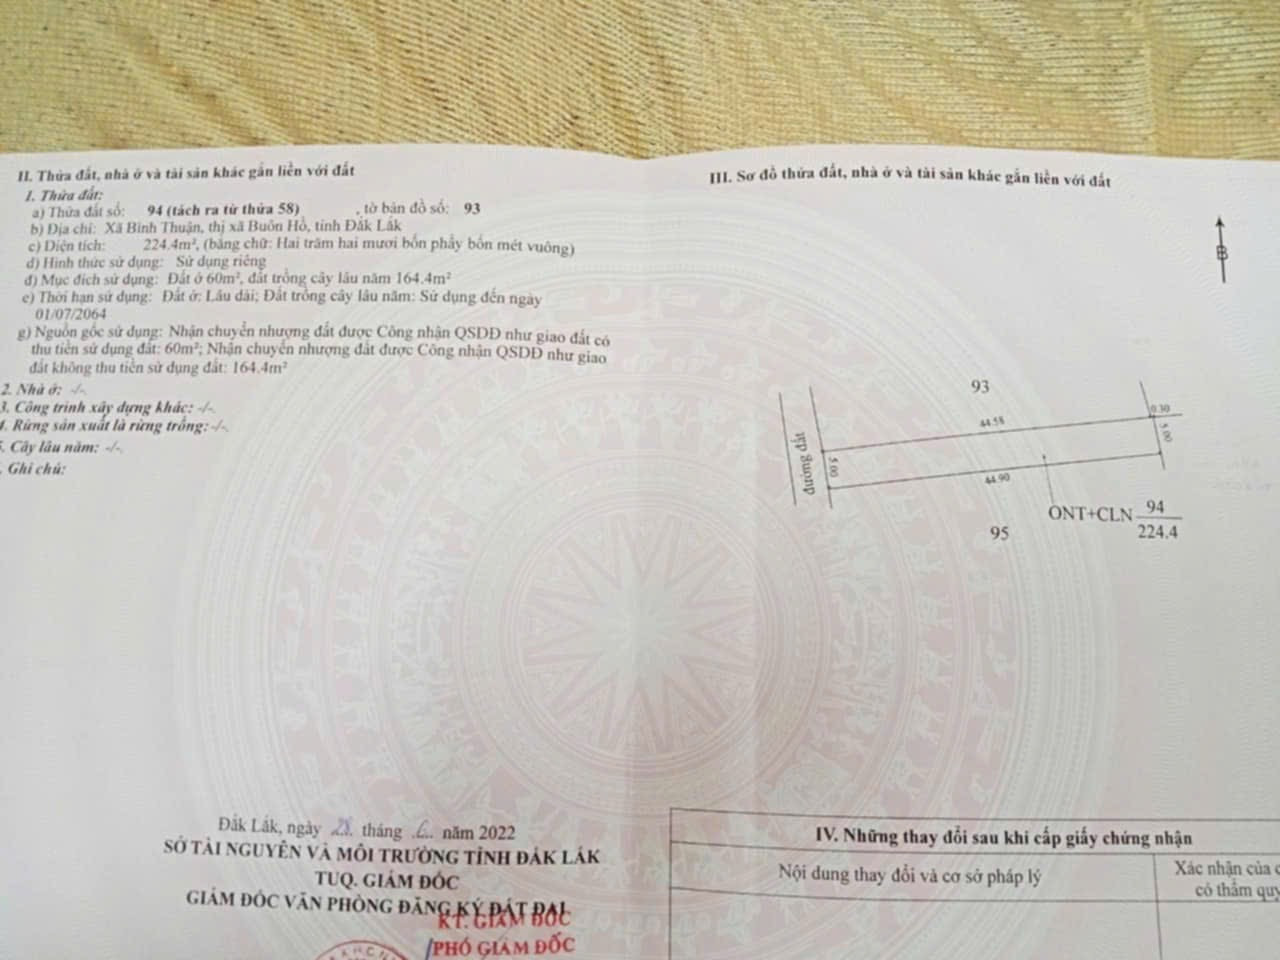 II. Thửa đất, nhà ở và tài sản khác gắn liền với đất
1. Thửa đất:
a) Thửa đất số: 94 (tách ra từ thửa 58) , tờ bản đồ số: 93
b) Địa chỉ: Xã Bình Thuận, thị xã Buôn Hồ, tỉnh Đắk Lắk
c) Diện tích: 224.4m², (bằng chữ: Hai trăm hai mươi bốn phẩy bốn mét vuông)
d) Hình thức sử dụng: Sử dụng riêng
đ) Mục đích sử dụng: Đất ở 60m², đất trồng cây lâu năm 164.4m²
e) Thời hạn sử dụng: Đất ở: Lâu dài; Đất trồng cây lâu năm: Sử dụng đến ngày
01/07/2064
g) Nguồn gốc sử dụng: Nhận chuyển nhượng đất được Công nhận QSDĐ như giao đất có
thu tiền sử dụng đất: 60m²; Nhận chuyển nhượng đất được Công nhận QSDĐ như giao
đất không thu tiền sử dụng đất: 164.4m²
2. Nhà ở: -/-.
3. Công trình xây dựng khác: -/-.
4. Rừng sản xuất là rừng trồng: -/-.
5. Cây lâu năm: -/-.
. Ghi chú:
Đắk Lắk, ngày 28 tháng 6 năm 2022
SỞ TÀI NGUYÊN VÀ MÔI TRƯỜNG TỈNH ĐẮK LẮK
TUQ. GIÁM ĐỐC
GIÁM ĐỐC VĂN PHÒNG ĐĂNG KÝ ĐẤT ĐAI
KT. GIÁM ĐỐC
PHÓ GIÁM ĐỐC
III. Sơ đồ thửa đất, nhà ở và tài sản khác gắn liền với đất
B
93
0.30
44.58
5.00
đường đất
5.00
44.90
ONT+CLN 94
224.4
95
IV. Những thay đổi sau khi cấp giấy chứng nhận
Nội dung thay đổi và cơ sở pháp lý
Xác nhận của c
có thẩm quy